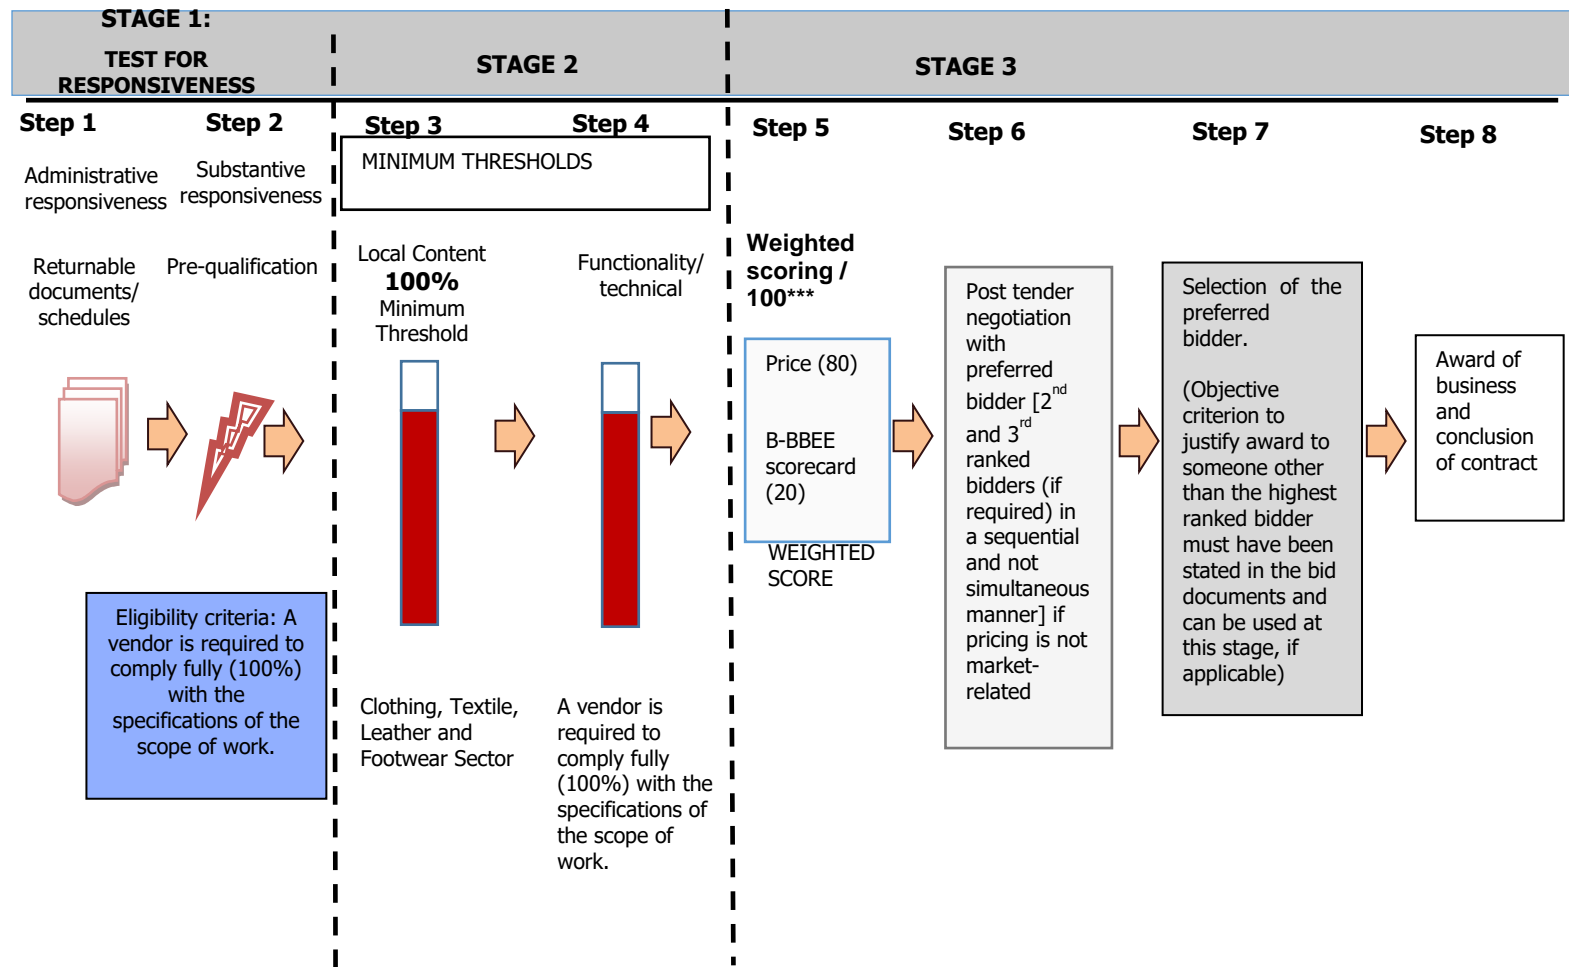 STAGE 1:
TEST FOR
RESPONSIVENESS
STAGE 2
STAGE 3
Step 1
Step 2
Step 3
Step 4
Step 5
Step 6
Step 7
Step 8
Administrative
responsiveness
Substantive
responsiveness
MINIMUM THRESHOLDS
Returnable
documents/
schedules
Pre-qualification
Local Content
100%
Minimum
Threshold
Functionality/
technical
Weighted
scoring /
100***
Price (80)
B-BBEE
scorecard
(20)
WEIGHTED
SCORE
Post tender
negotiation
with
preferred
bidder [2nd
and 3rd
ranked
bidders (if
required) in
a sequential
and not
simultaneous
manner] if
pricing is not
market-
related
Selection of the
preferred
bidder.
(Objective
criterion to
justify award to
someone other
than the highest
ranked bidder
must have been
stated in the bid
documents and
can be used at
this stage, if
applicable)
Award of
business
and
conclusion
of contract
Eligibility criteria: A
vendor is required to
comply fully (100%)
with the
specifications of the
scope of work.
Clothing, Textile,
Leather and
Footwear Sector
A vendor is
required to
comply fully
(100%) with the
specifications of
the scope of
work.